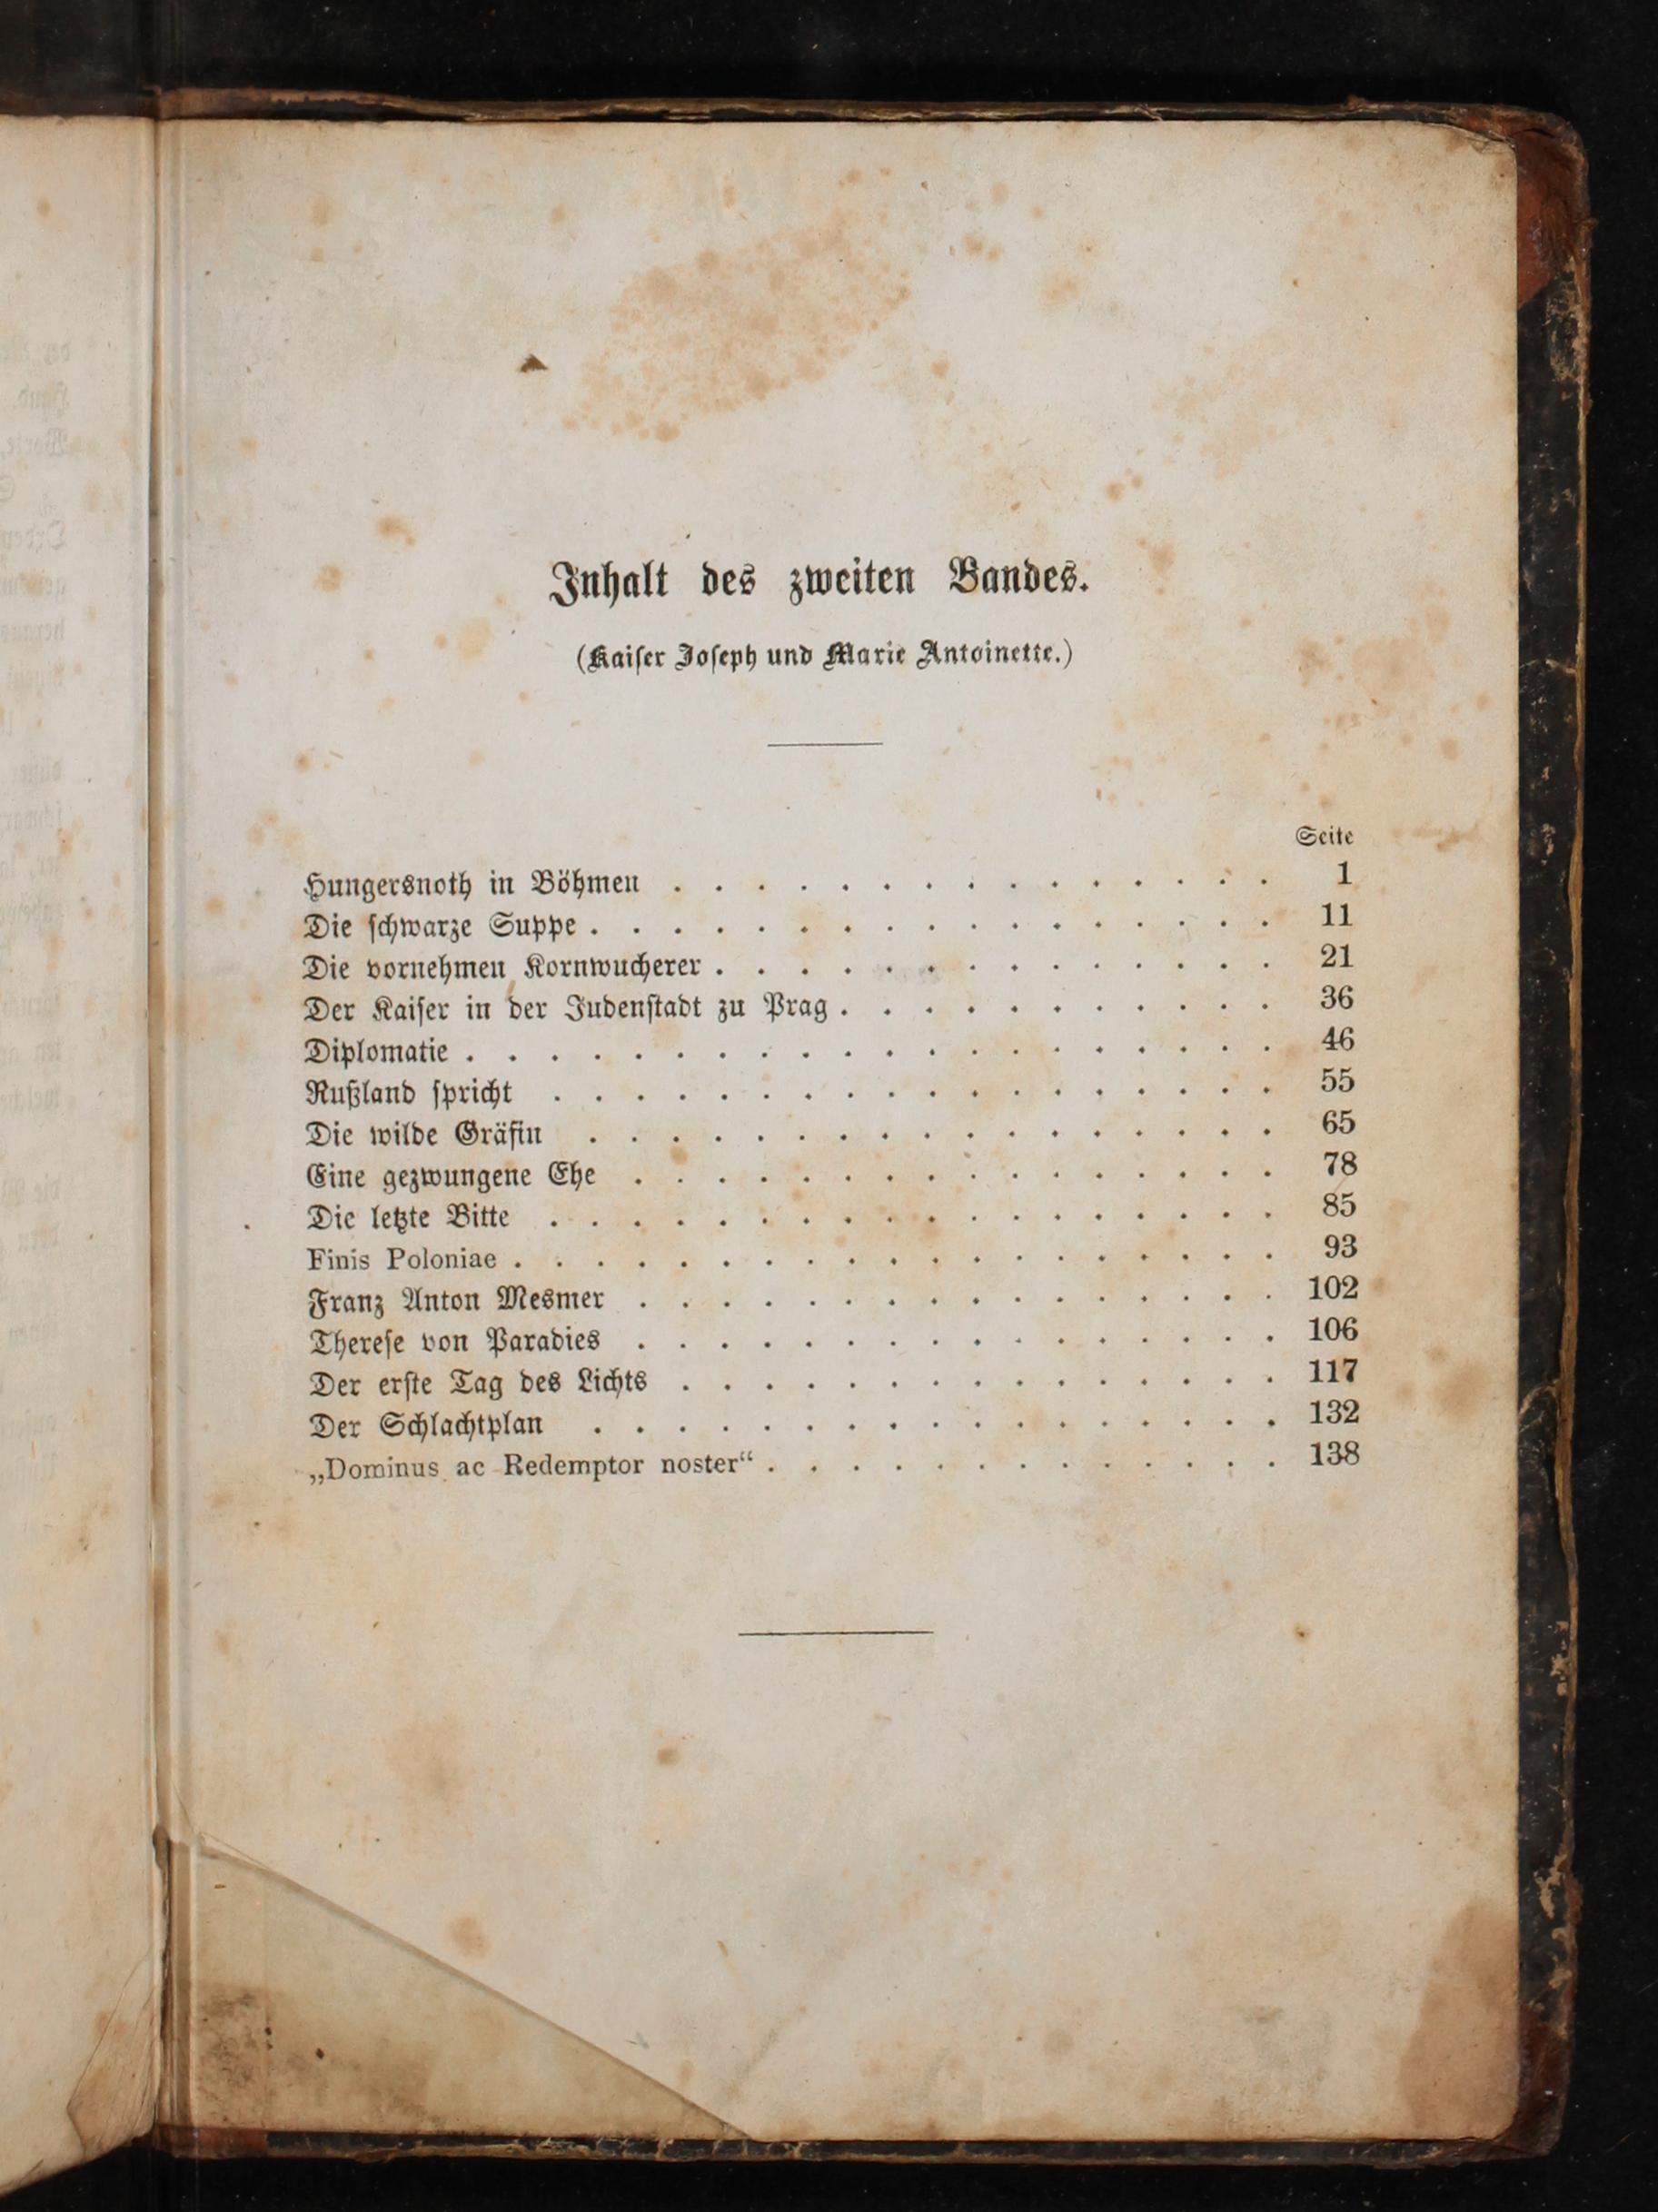 Inhalt des zweiten Bandes.
(Kaiſer Joſeph und Marie Antoinette.)
Seite
Hungersnoth in Böhmen . . . . . . . . . . . . . . . 1
Die ſchwarze Suppe . . . . . . . . . . . . . . . . . 11
Die vornehmen Kornwucherer . . . . . . . . . . . . . . 21
Der Kaiſer in der Judenſtadt zu Prag . . . . . . . . . . . 36
Diplomatie . . . . . . . . . . . . . . . . . . . . 46
Rußland ſpricht . . . . . . . . . . . . . . . . . . 55
Die wilde Gräfin . . . . . . . . . . . . . . . . . 65
Eine gezwungene Ehe . . . . . . . . . . . . . . . . 78
Die letzte Bitte . . . . . . . . . . . . . . . . . . 85
Finis Poloniae . . . . . . . . . . . . . . . . . . . 93
Franz Anton Mesmer . . . . . . . . . . . . . . . . 102
Thereſe von Paradies . . . . . . . . . . . . . . . . 106
Der erſte Tag des Lichts . . . . . . . . . . . . . . . 117
Der Schlachtplan . . . . . . . . . . . . . . . . . 132
„Dominus ac Redemptor noster“ . . . . . . . . . . . . . 138